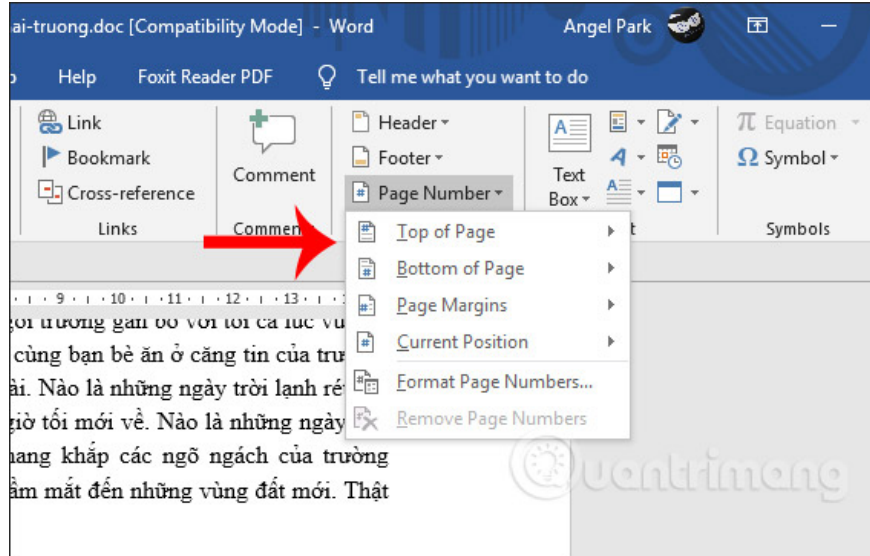 ai-truong.doc [Compatibility Mode] - Word Angel Park
Help Foxit Reader PDF Tell me what you want to do
Link
Bookmark
Cross-reference
Links
Comment
Comments
Header
Footer
Page Number
Text
Box
Equation
Symbol
Symbols
Top of Page
Bottom of Page
Page Margins
Current Position
Format Page Numbers...
Remove Page Numbers
9 10 11 12 13
cùng bạn bè ăn ở căng tin của
ài. Nào là những ngày trời lạnh
giờ tối mới về. Nào là những ngày
khắp các ngõ ngách của trường
ầm mắt đến những vùng đất mới. Thật
Quantrimang